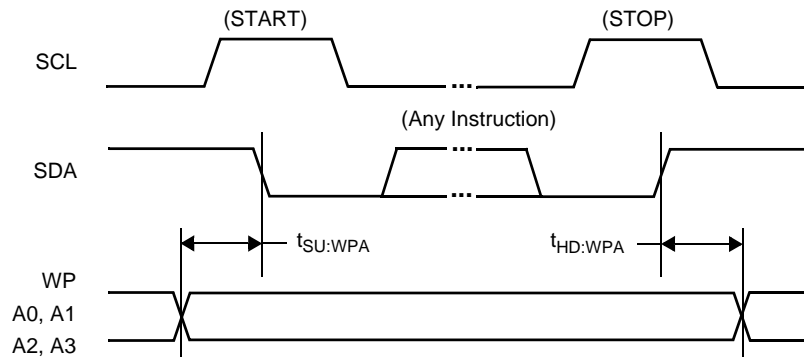 (START)
(STOP)
SCL
(Any Instruction)
SDA
tSU:WPA
tHD:WPA
WP
A0, A1
A2, A3